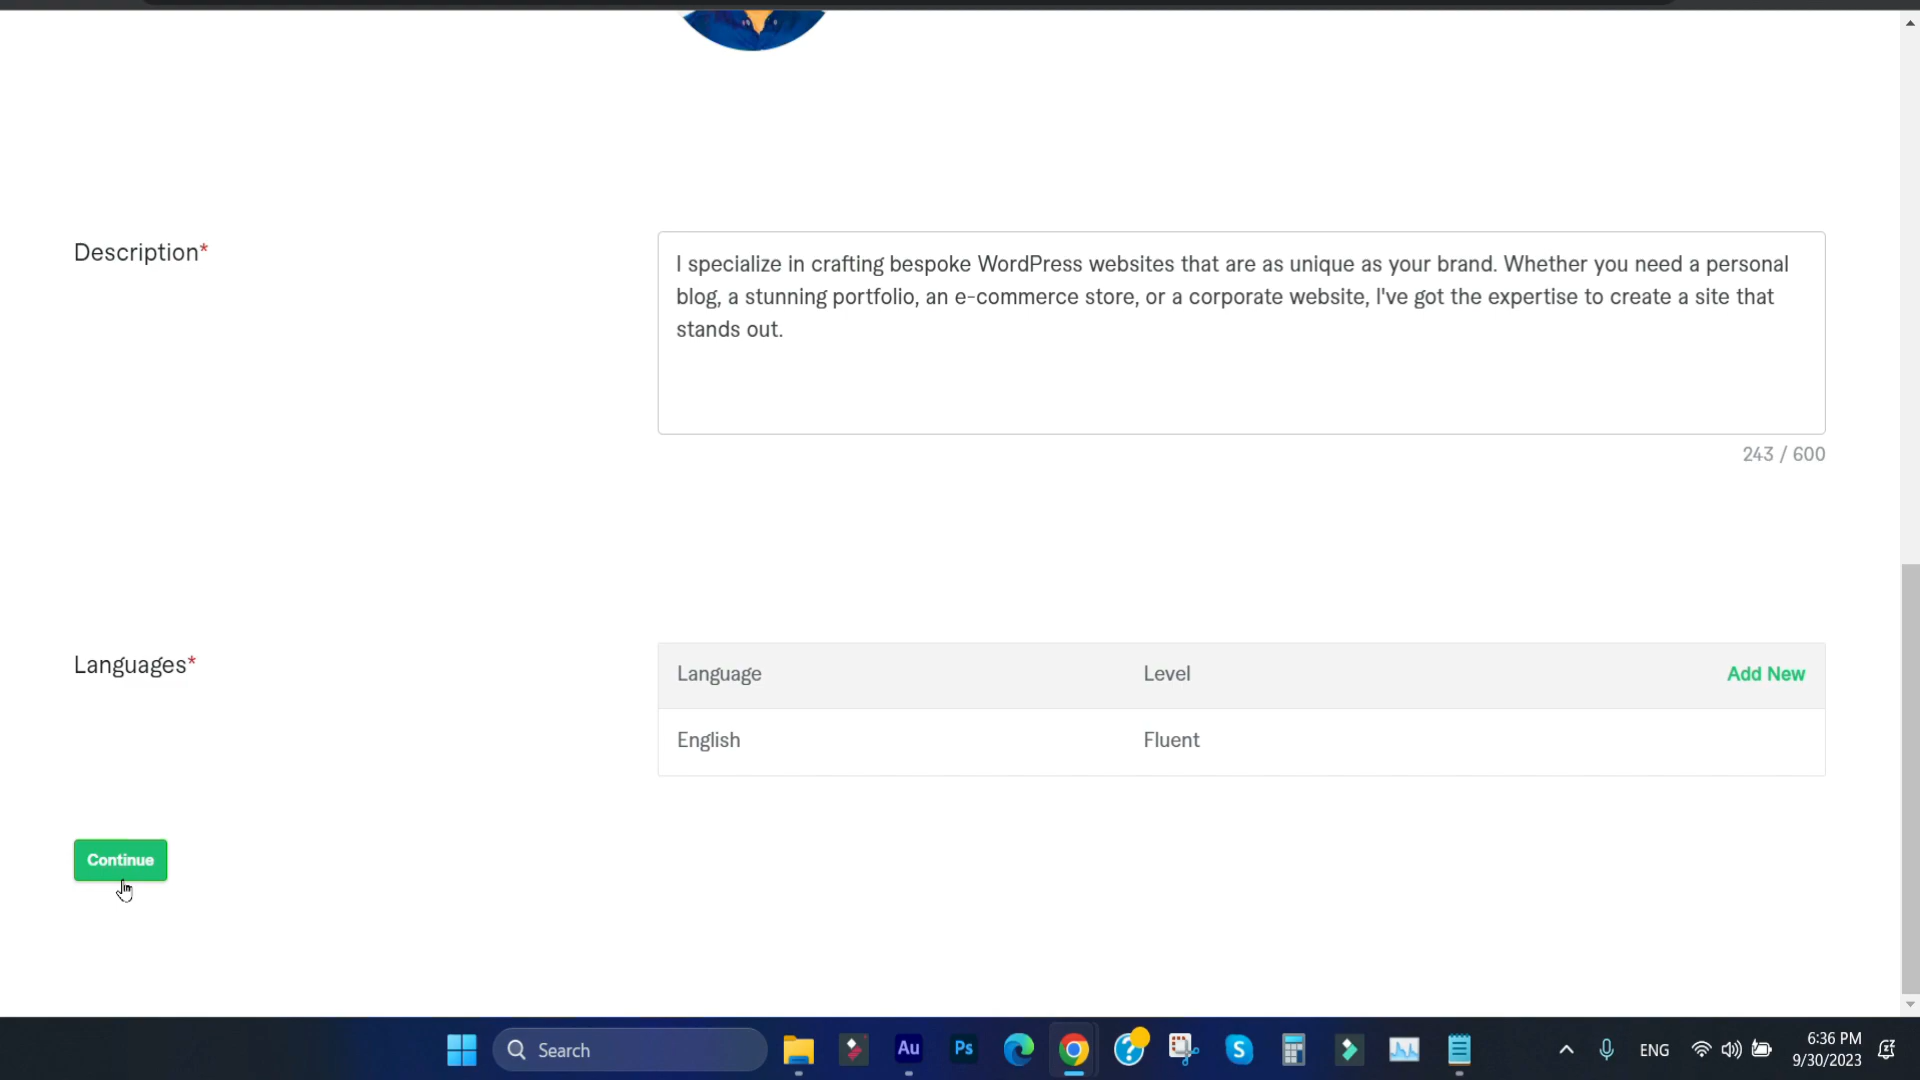 Description*
I specialize in crafting bespoke WordPress websites that are as unique as your brand. Whether you need a personal
blog, a stunning portfolio, an e-commerce store, or a corporate website, I've got the expertise to create a site that
stands out.
243 / 600
Languages*
Language Level Add New
English Fluent
Continue
Search
Au
Ps
S
ENG
6:36 PM
9/30/2023